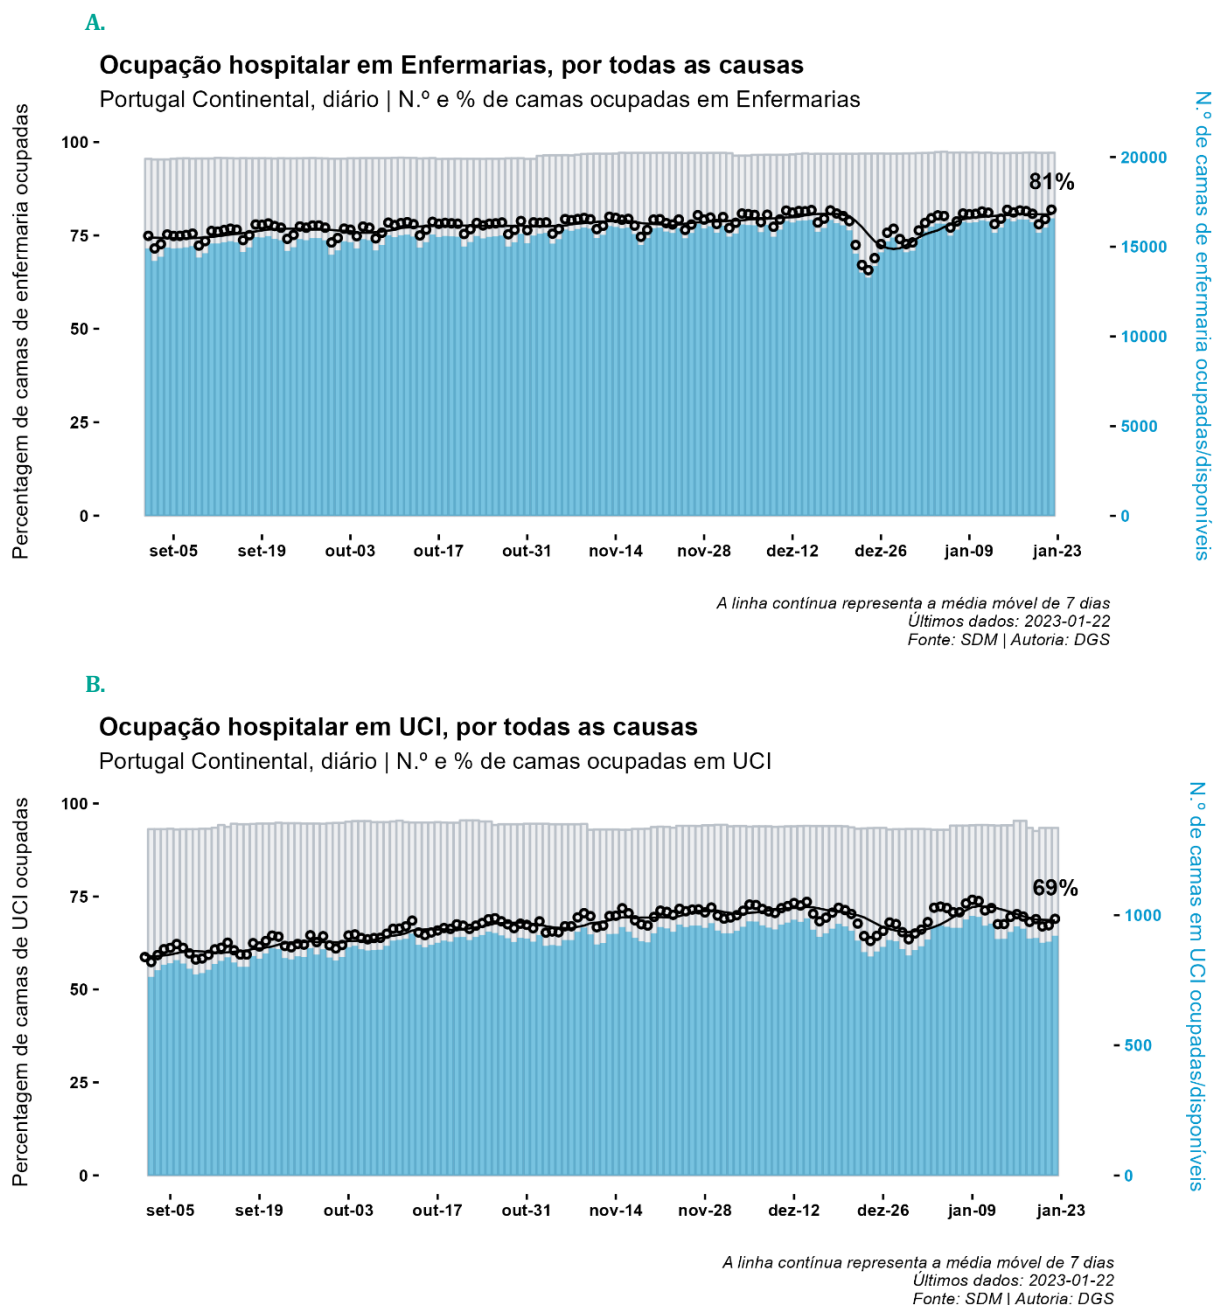 A.
Ocupação hospitalar em Enfermarias, por todas as causas
Portugal Continental, diário | N.º e % de camas ocupadas em Enfermarias
Percentagem de camas de enfermaria ocupadas
100
75
50
25
0
81%
20000
15000
10000
5000
0
N.º de camas de enfermaria ocupadas/disponíveis
set-05 set-19 out-03 out-17 out-31 nov-14 nov-28 dez-12 dez-26 jan-09 jan-23
A linha contínua representa a média móvel de 7 dias
Últimos dados: 2023-01-22
Fonte: SDM | Autoria: DGS
B.
Ocupação hospitalar em UCI, por todas as causas
Portugal Continental, diário | N.º e % de camas ocupadas em UCI
Percentagem de camas de UCI ocupadas
100
75
50
25
0
69%
1000
500
0
N.º de camas em UCI ocupadas/disponíveis
set-05 set-19 out-03 out-17 out-31 nov-14 nov-28 dez-12 dez-26 jan-09 jan-23
A linha contínua representa a média móvel de 7 dias
Últimos dados: 2023-01-22
Fonte: SDM | Autoria: DGS